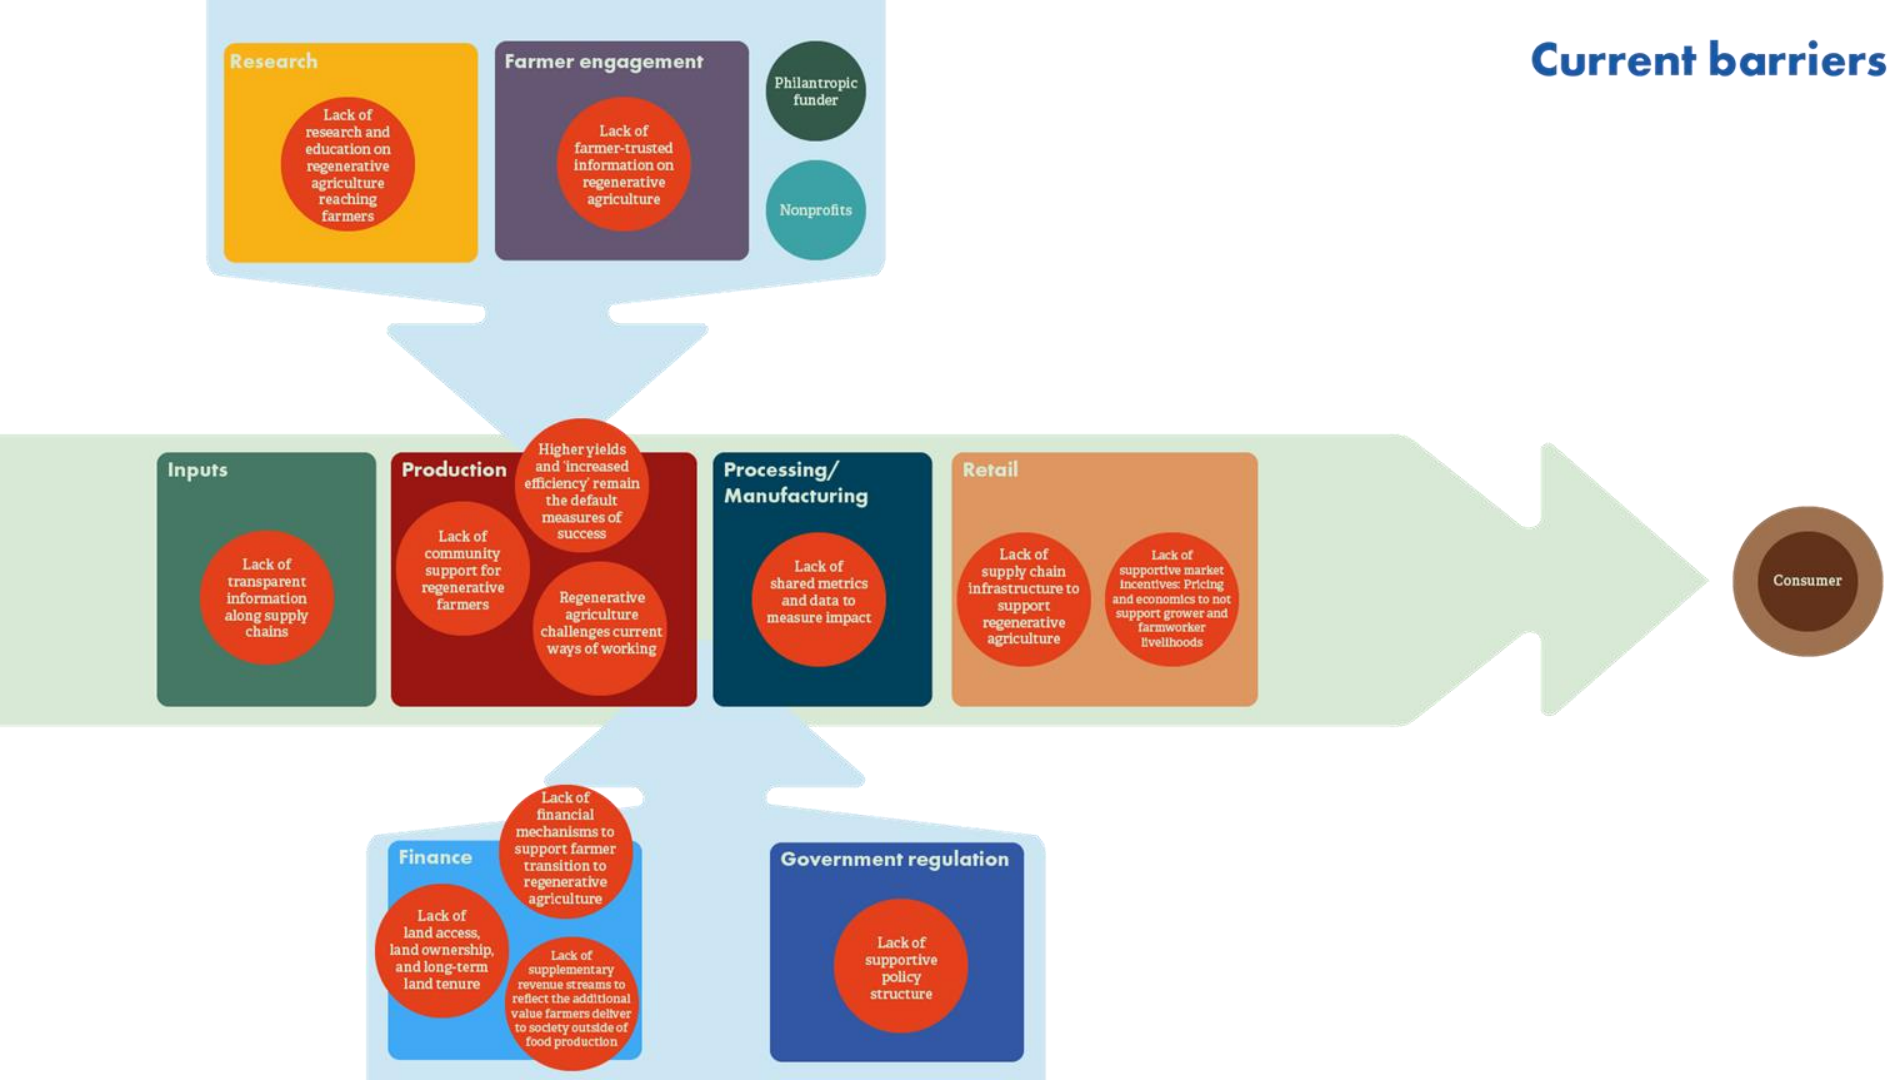 Current barriers
Research
Lack of
research and
education on
regenerative
agriculture
reaching
farmers
Farmer engagement
Lack of
farmer-trusted
information on
regenerative
agriculture
Philantropic
funder
Nonprofits
Inputs
Lack of
transparent
information
along supply
chains
Production
Higher yields
and 'increased
efficiency' remain
the default
measures of
success
Lack of
community
support for
regenerative
farmers
Regenerative
agriculture
challenges current
ways of working
Processing/
Manufacturing
Lack of
shared metrics
and data to
measure impact
Retail
Lack of
supply chain
infrastructure to
support
regenerative
agriculture
Lack of
supportive market
incentives: Pricing
and economics to not
support grower and
farmworker
livelihoods
Consumer
Finance
Lack of
financial
mechanisms to
support farmer
transition to
regenerative
agriculture
Lack of
land access,
land ownership,
and long-term
land tenure
Lack of
supplementary
revenue streams to
reflect the additional
value farmers deliver
to society outside of
food production
Government regulation
Lack of
supportive
policy
structure